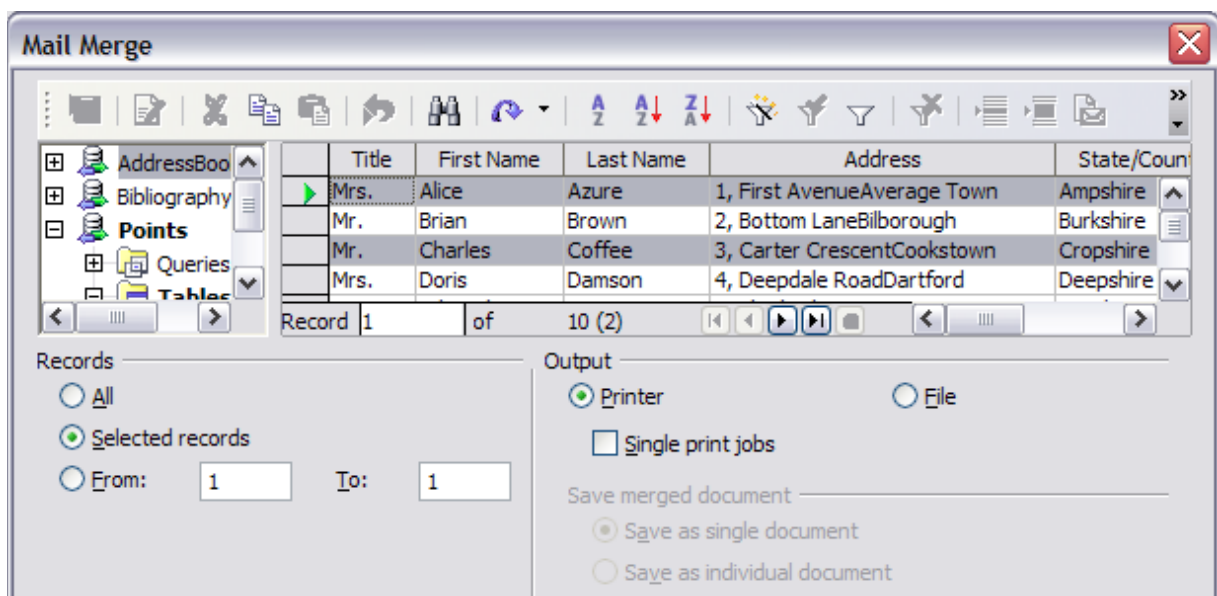 Mail Merge
AddressBoo
Bibliography
Points
Queries
Tables
Title First Name Last Name Address State/Coun
Mrs. Alice Azure 1, First AvenueAverage Town Ampshire
Mr. Brian Brown 2, Bottom LaneBilborough Burkshire
Mr. Charles Coffee 3, Carter CrescentCookstown Cropshire
Mrs. Doris Damson 4, Deepdale RoadDartford Deepshire
Record 1 of 10 (2)
Records
All
Selected records
From: 1 To: 1
Output
Printer File
Single print jobs
Save merged document
Save as single document
Save as individual document